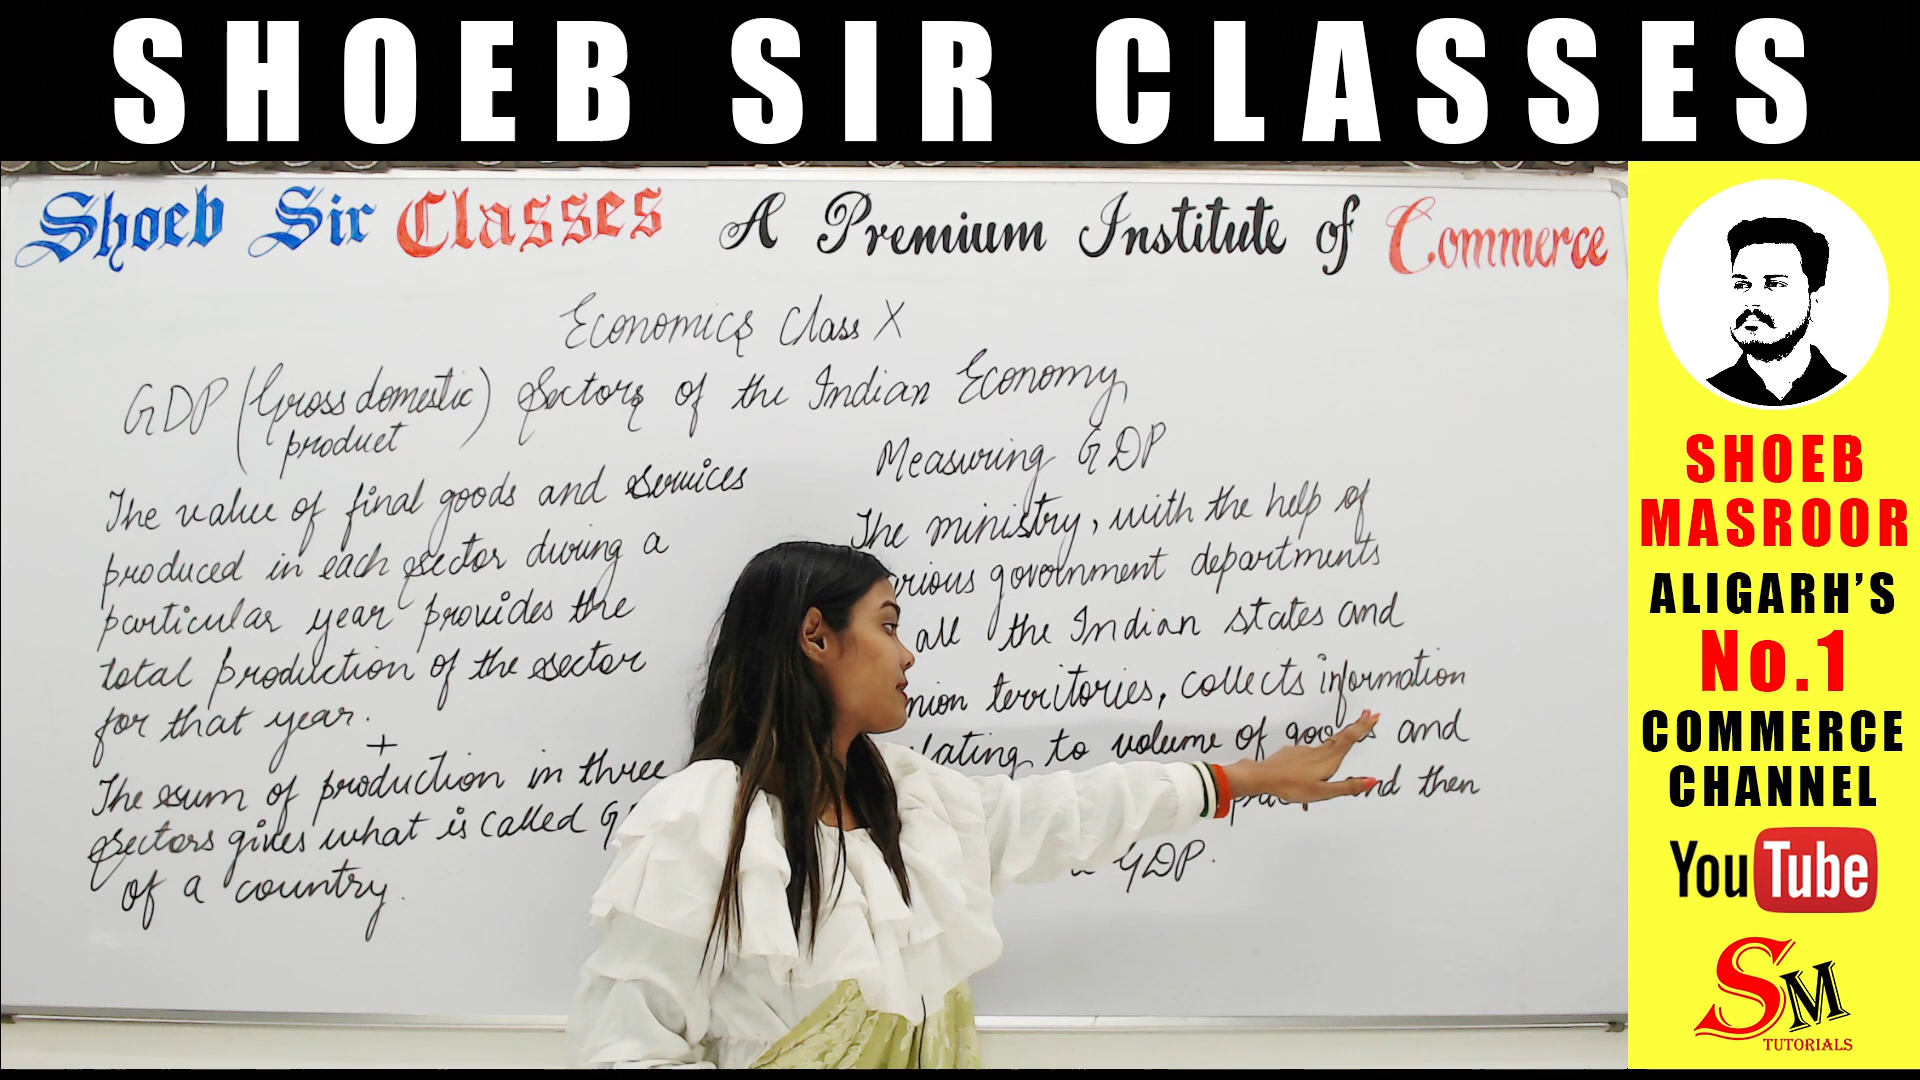 SHOEB SIR CLASSES
Shoeb Sir Classes A Premium Institute of Commerce
Economics Class X
GDP (Gross domestic product) Sectors of the Indian Economy
The value of final goods and services
produced in each sector during a
particular year provides the
total production of the sector
for that year.
+
The sum of production in three
sectors gives what is called G
of a country.
Measuring GDP
The ministry, with the help of
government departments
all the Indian states and
territories, collects information
to volume of and
then
GDP.
SHOEB
MASROOR
ALIGARH'S
No.1
COMMERCE
CHANNEL
YouTube
SM
TUTORIALS